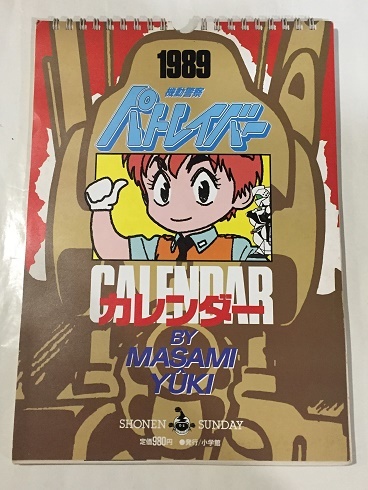 1989
機動警察
パトレイバー
CALENDAR
カレンダー
BY
MASAMI
YUKI
SHONEN SUNDAY
定価980円 ●発行/小学館